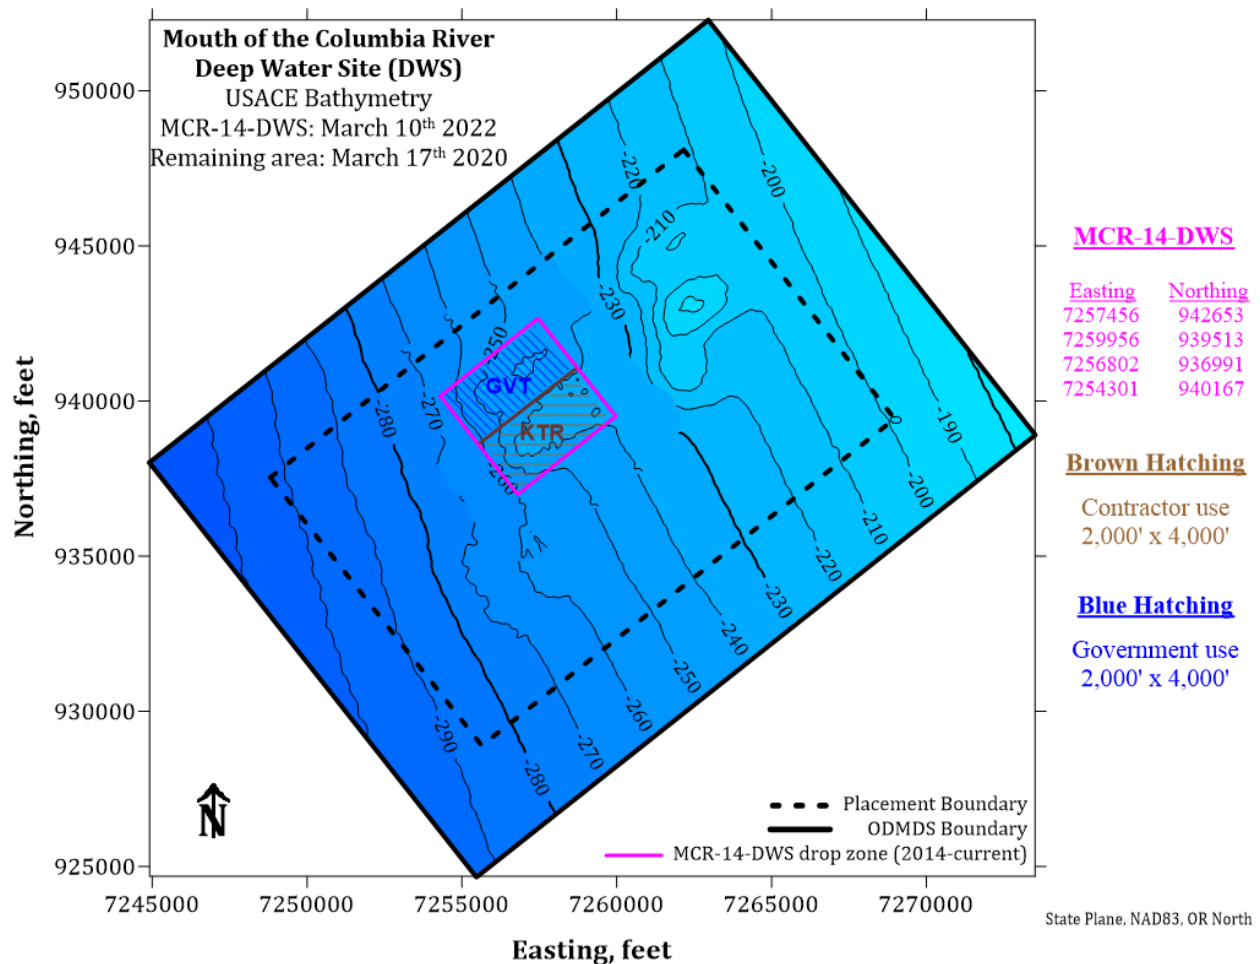 Mouth of the Columbia River
Deep Water Site (DWS)
USACE Bathymetry
MCR-14-DWS: March 10th 2022
Remaining area: March 17th 2020
950000
945000
940000
935000
930000
925000
Northing, feet
7245000
7250000
7255000
7260000
7265000
7270000
Easting, feet
-220
-200
-210
-230
-250
-270
-280
-260
GVT
KTR
-190
-200
-210
-220
-230
-240
-250
-260
-270
-280
-290
N
Placement Boundary
ODMDS Boundary
MCR-14-DWS drop zone (2014-current)
MCR-14-DWS
Easting Northing
7257456 942653
7259956 939513
7256802 936991
7254301 940167
Brown Hatching
Contractor use
2,000' x 4,000'
Blue Hatching
Government use
2,000' x 4,000'
State Plane, NAD83, OR North